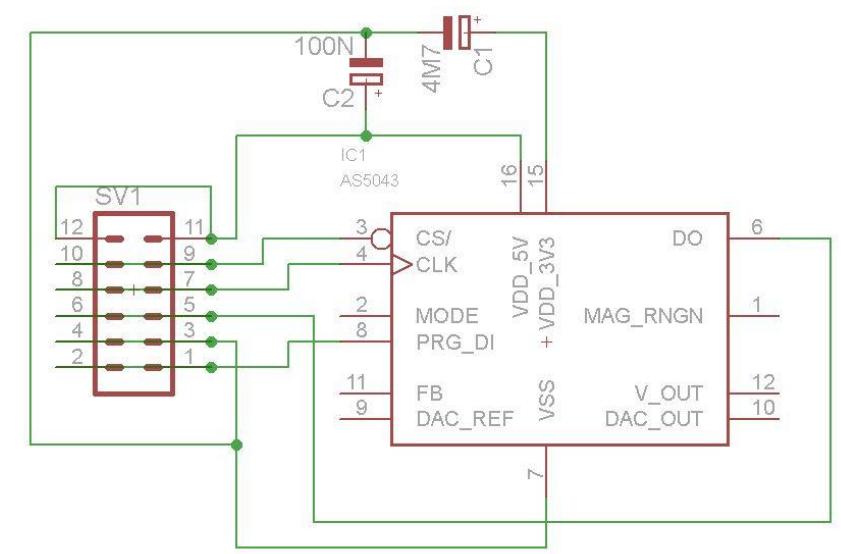 100N
4M7
+
C1
C2
+
IC1
AS5043
16
15
SV1
12 11
10 9
8 7
6 5
4 3
2 1
+
3 CS/
4 CLK
2 MODE
8 PRG_DI
11 FB
9 DAC_REF
VDD_5V
+ VDD_3V3
VSS
7
DO 6
MAG_RNGN 1
V_OUT 12
DAC_OUT 10